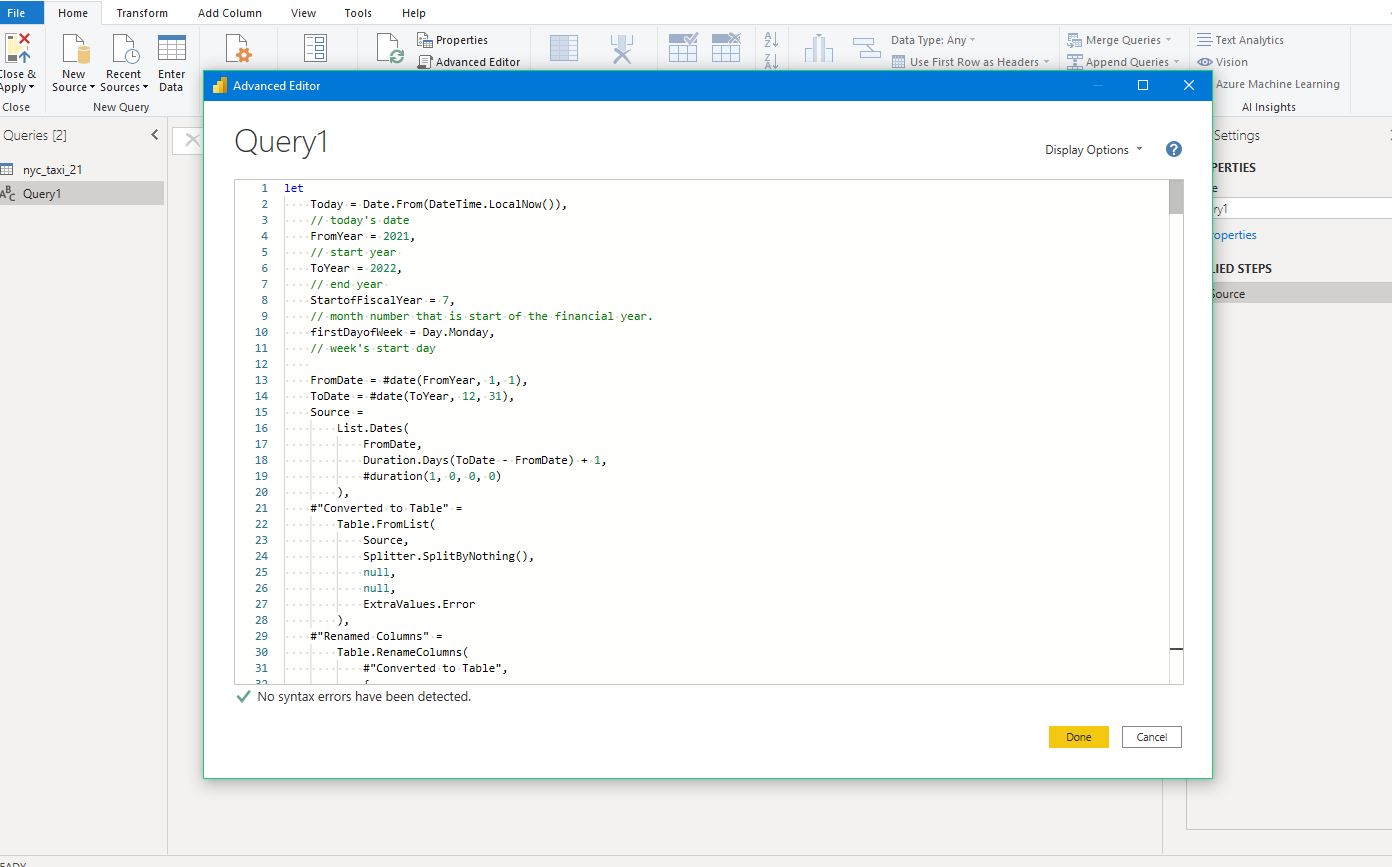 File Home Transform Add Column View Tools Help
Close & Apply
New Source
Recent Sources
Enter Data
Properties
Advanced Editor
Data Type: Any
Use First Row as Headers
Merge Queries
Append Queries
Text Analytics
Vision
Azure Machine Learning
Close
New Query
AI Insights
Queries [2]
nyc_taxi_21
ABC Query1
Advanced Editor
Query1
Display Options ?
1 let
2 Today = Date.From(DateTime.LocalNow()),
3 // today's date
4 FromYear = 2021,
5 // start year
6 ToYear = 2022,
7 // end year
8 StartofFiscalYear = 7,
9 // month number that is start of the financial year.
10 firstDayofWeek = Day.Monday,
11 // week's start day
12
13 FromDate = #date(FromYear, 1, 1),
14 ToDate = #date(ToYear, 12, 31),
15 Source =
16 List.Dates(
17 FromDate,
18 Duration.Days(ToDate - FromDate) + 1,
19 #duration(1, 0, 0, 0)
20 ),
21 #"Converted to Table" =
22 Table.FromList(
23 Source,
24 Splitter.SplitByNothing(),
25 null,
26 null,
27 ExtraValues.Error
28 ),
29 #"Renamed Columns" =
30 Table.RenameColumns(
31 #"Converted to Table",
32 {
No syntax errors have been detected.
Done Cancel
Settings
PERTIES
e
ry1
operties
LIED STEPS
Source
EADY